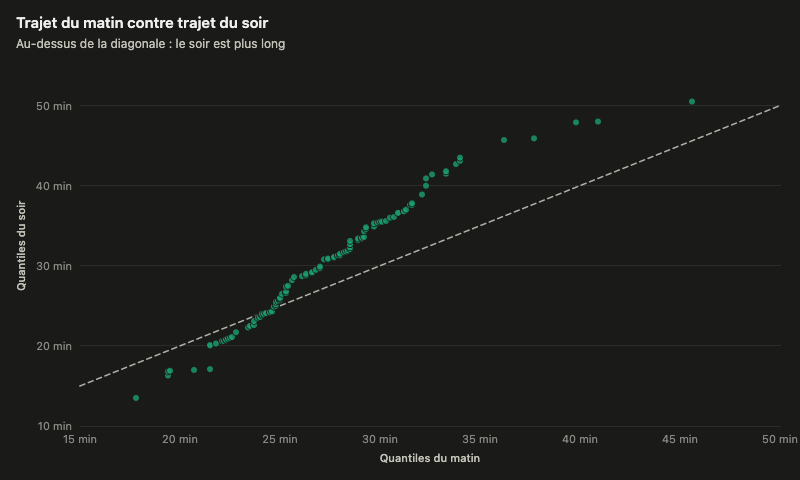 Trajet du matin contre trajet du soir
Au-dessus de la diagonale : le soir est plus long
Quantiles du soir
50 min
40 min
30 min
20 min
10 min
15 min 20 min 25 min 30 min 35 min 40 min 45 min 50 min
Quantiles du matin